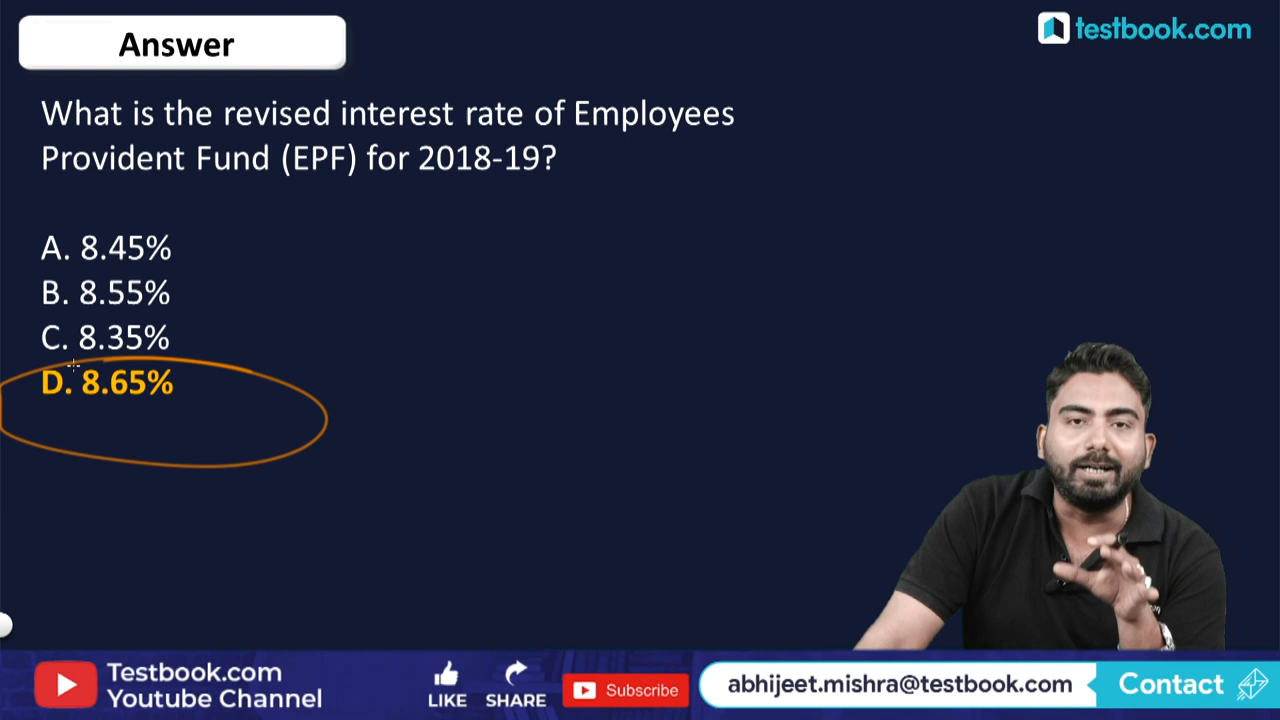 Answer
testbook.com
What is the revised interest rate of Employees
Provident Fund (EPF) for 2018-19?
A. 8.45%
B. 8.55%
C. 8.35%
D. 8.65%
Testbook.com
Youtube Channel
LIKE
SHARE
Subscribe
abhijeet.mishra@testbook.com
Contact